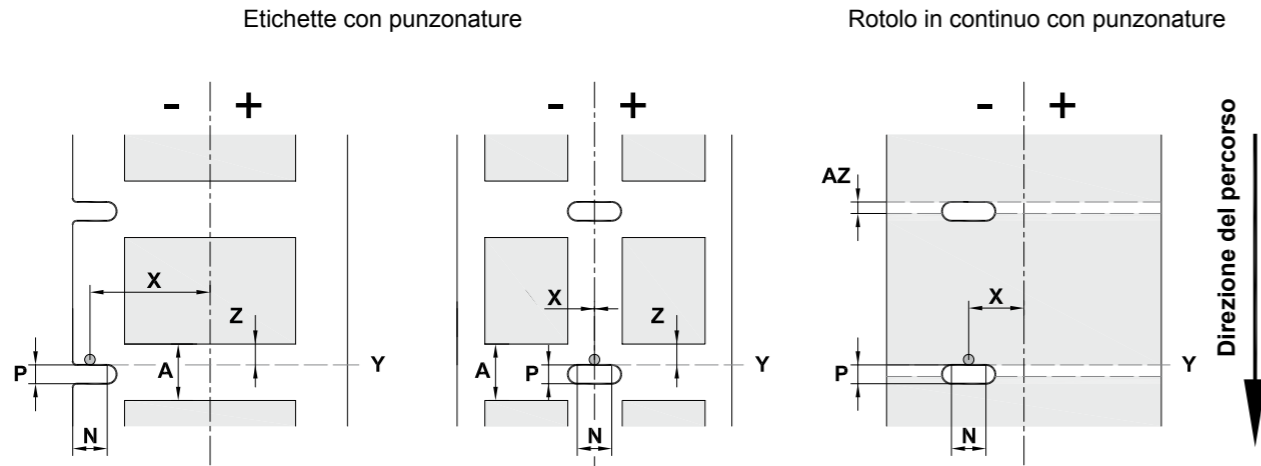 Etichette con punzonature
Rotolo in continuo con punzonature
- +
- +
- +
AZ
X
Z
X
Z
X
Y
Y
Y
P
A
A
P
P
N
N
N
Direzione del percorso